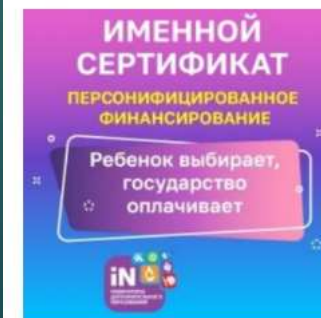 ИМЕННОЙ
СЕРТИФИКАТ
ПЕРСОНИФИЦИРОВАННОЕ
ФИНАНСИРОВАНИЕ
Ребенок выбирает,
государство
оплачивает
iN